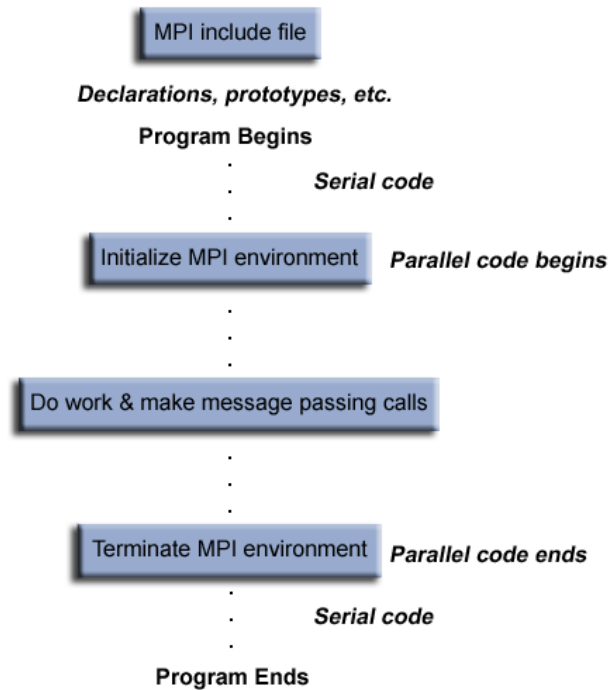 MPI include file
Declarations, prototypes, etc.
Program Begins
Serial code
Initialize MPI environment
Parallel code begins
Do work & make message passing calls
Terminate MPI environment
Parallel code ends
Serial code
Program Ends